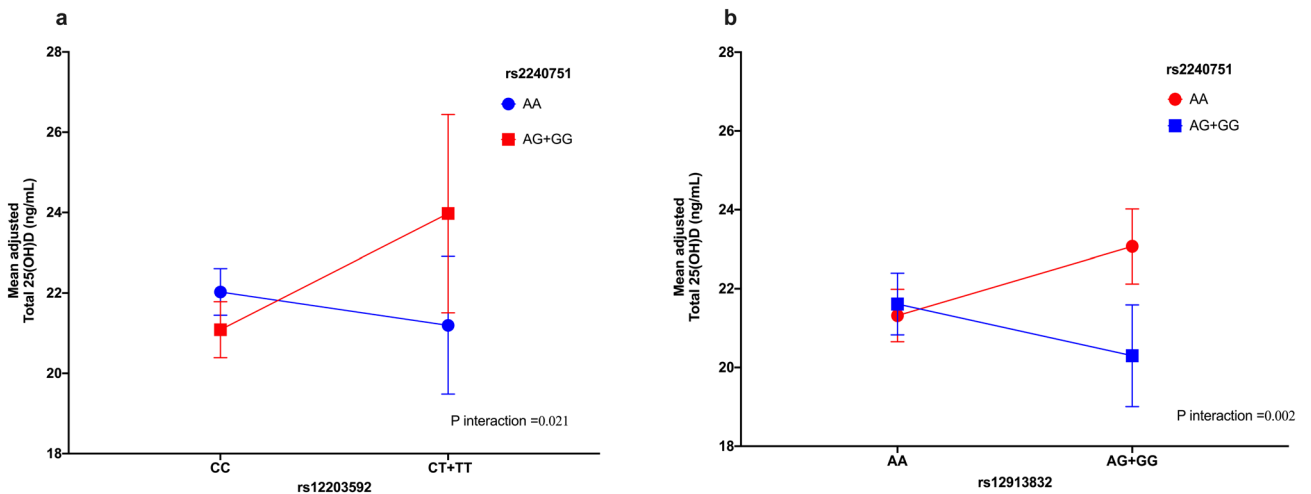 a
28
26
24
22
20
18
Mean adjusted
Total 25(OH)D (ng/mL)
rs2240751
AA
AG+GG
P interaction =0.021
CC
CT+TT
rs12203592
b
28
26
24
22
20
18
Mean adjusted
Total 25(OH)D (ng/mL)
rs2240751
AA
AG+GG
P interaction =0.002
AA
AG+GG
rs12913832